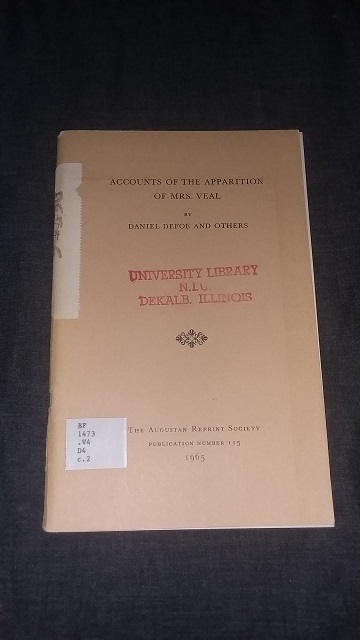 ACCOUNTS OF THE APPARITION
OF MRS. VEAL
BY
DANIEL DEFOE AND OTHERS
UNIVERSITY LIBRARY
N.I.U.
DEKALB, ILLINOIS
BF
1473
.V4
D4
c.2
THE AUGUSTAN REPRINT SOCIETY
PUBLICATION NUMBER 115
1965